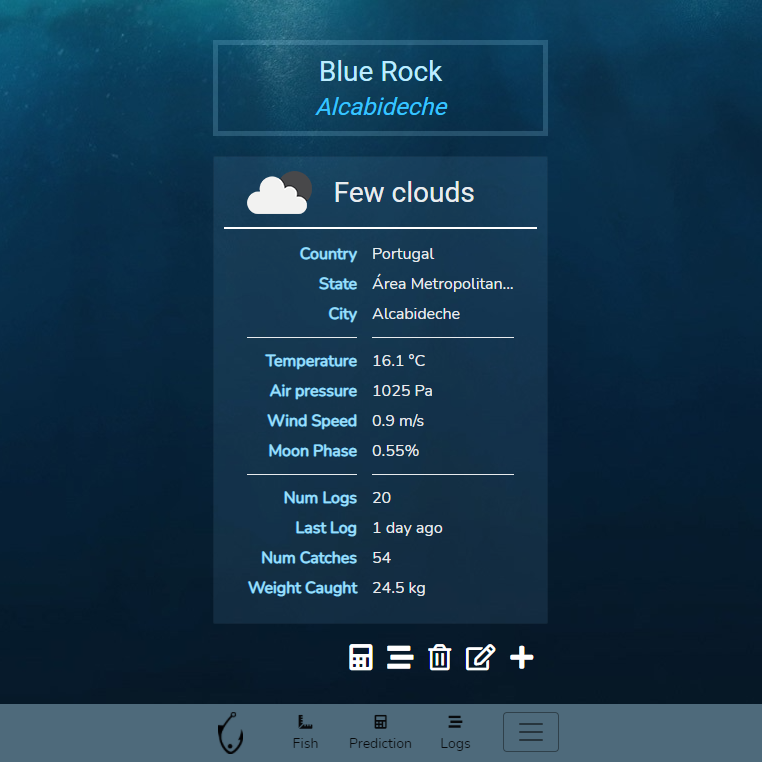 Blue Rock
Alcabideche
Few clouds
Country Portugal
State Área Metropolitan...
City Alcabideche
Temperature 16.1 °C
Air pressure 1025 Pa
Wind Speed 0.9 m/s
Moon Phase 0.55%
Num Logs 20
Last Log 1 day ago
Num Catches 54
Weight Caught 24.5 kg
Fish Prediction Logs